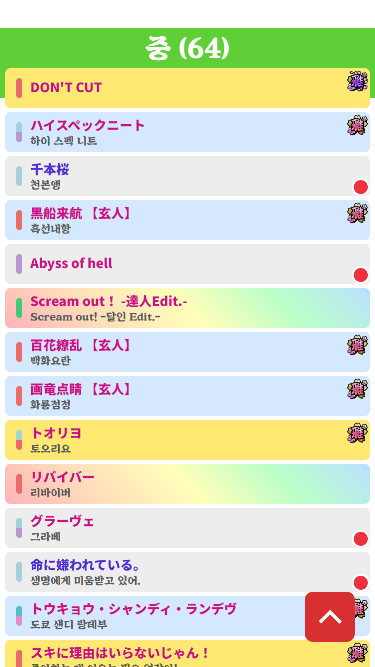 중 (64)
DON'T CUT
ハイスペックニート
하이 스펙 니트
千本桜
천본앵
黒船来航 【玄人】
흑선내항
Abyss of hell
Scream out！ -達人Edit.-
Scream out! -달인 Edit.-
百花繚乱 【玄人】
백화요란
画竜点睛 【玄人】
화룡점정
トオリヨ
토오리요
リバイバー
리바이버
グラーヴェ
그라베
命に嫌われている。
생명에게 미움받고 있어.
トウキョウ・シャンディ・ランデヴ
도쿄 샌디 랑데부
スキに理由はいらないじゃん！